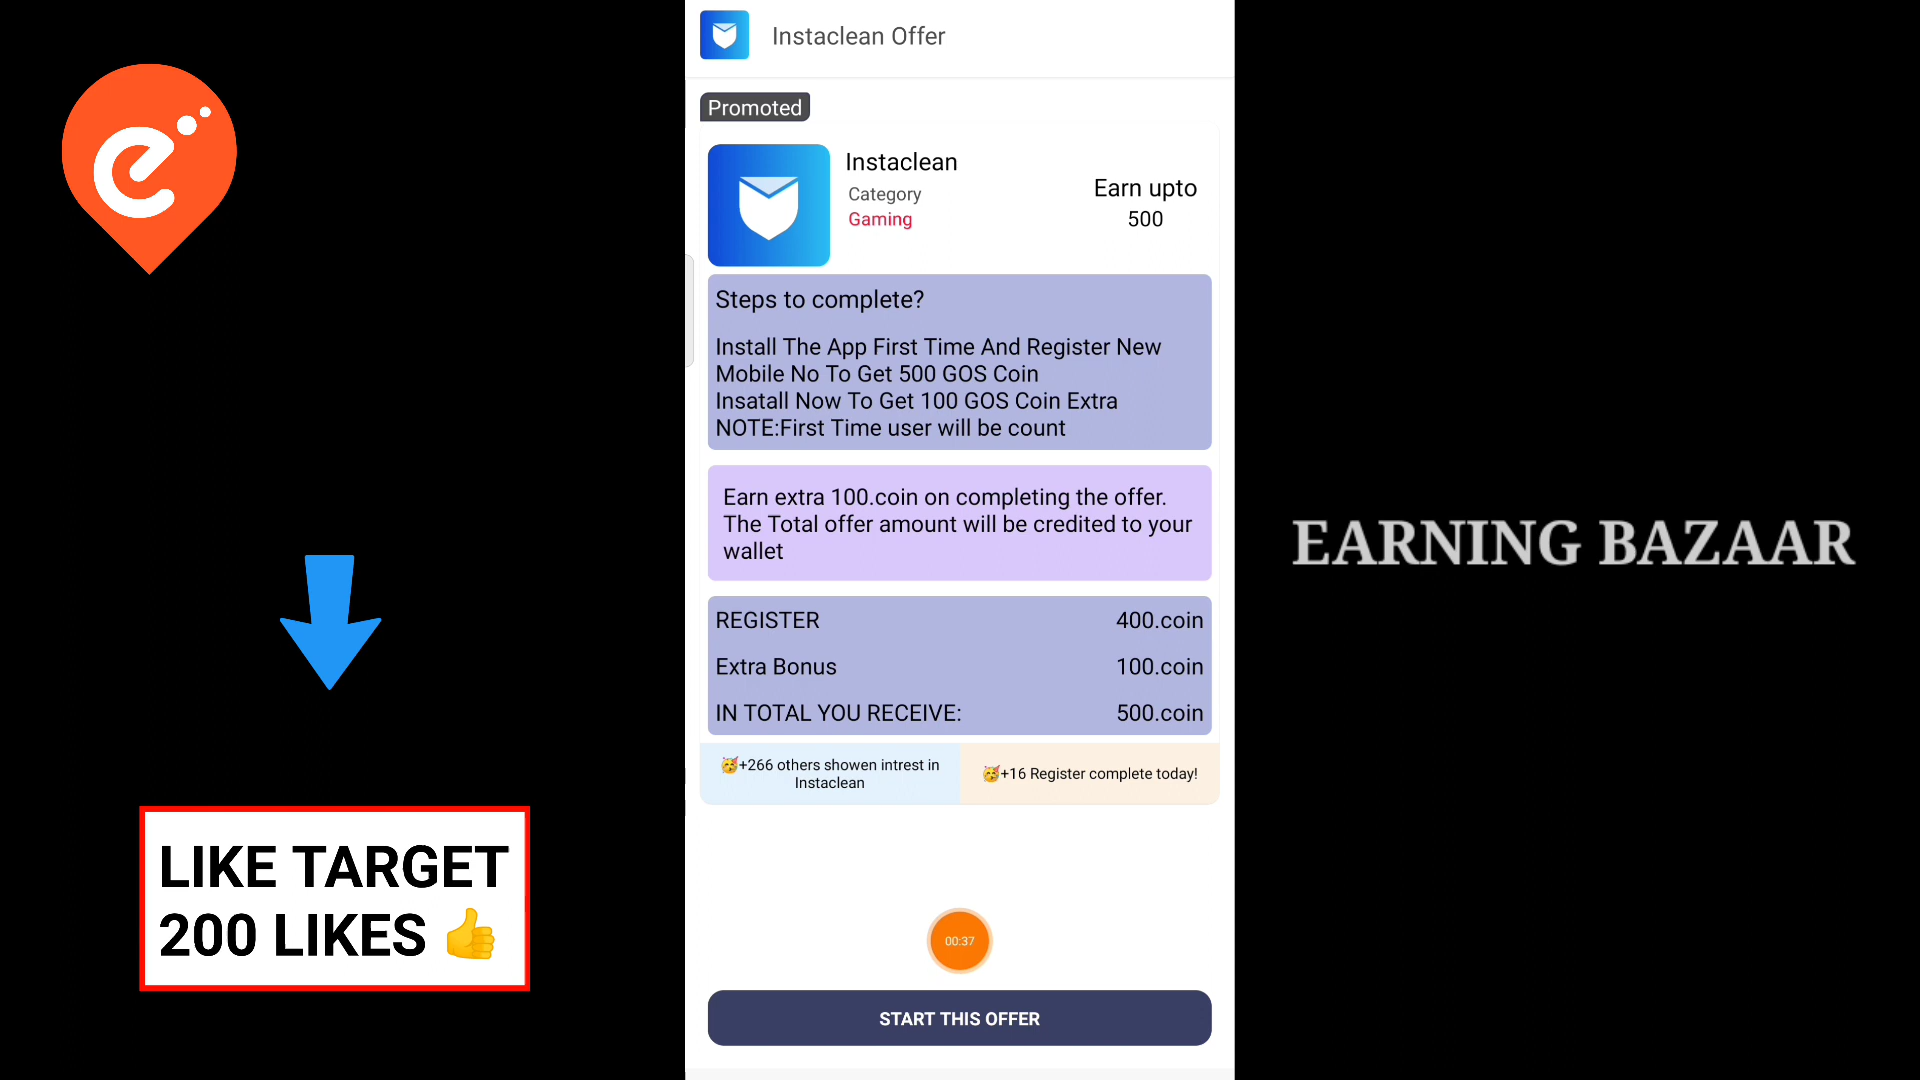 Instaclean Offer
Promoted
Instaclean
Category
Gaming
Earn upto
500
Steps to complete?
Install The App First Time And Register New
Mobile No To Get 500 GOS Coin
Insatall Now To Get 100 GOS Coin Extra
NOTE:First Time user will be count
Earn extra 100.coin on completing the offer.
The Total offer amount will be credited to your
wallet
REGISTER 400.coin
Extra Bonus 100.coin
IN TOTAL YOU RECEIVE: 500.coin
🥳+266 others showen intrest in
Instaclean
🥳+16 Register complete today!
00:37
START THIS OFFER
LIKE TARGET
200 LIKES 👍
EARNING BAZAAR